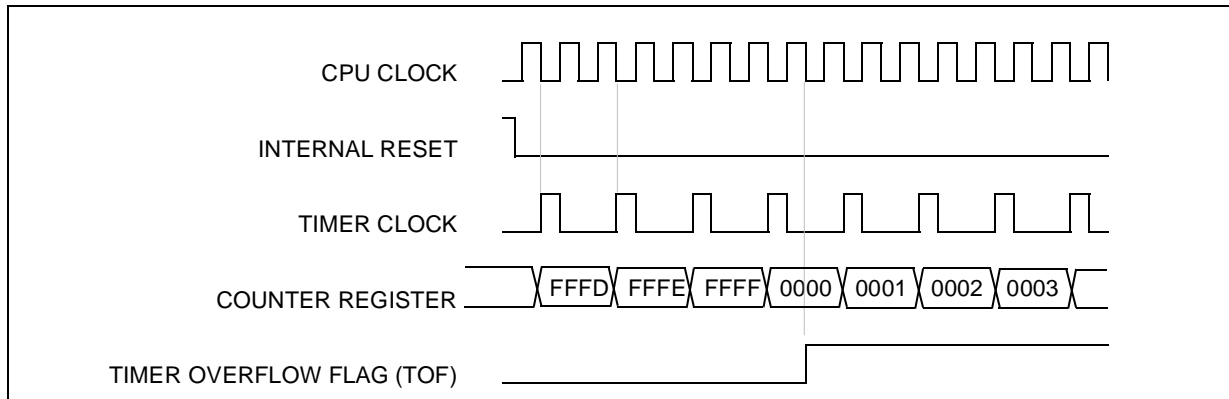 CPU CLOCK
INTERNAL RESET
TIMER CLOCK
COUNTER REGISTER
FFFD FFFE FFFF 0000 0001 0002 0003
TIMER OVERFLOW FLAG (TOF)